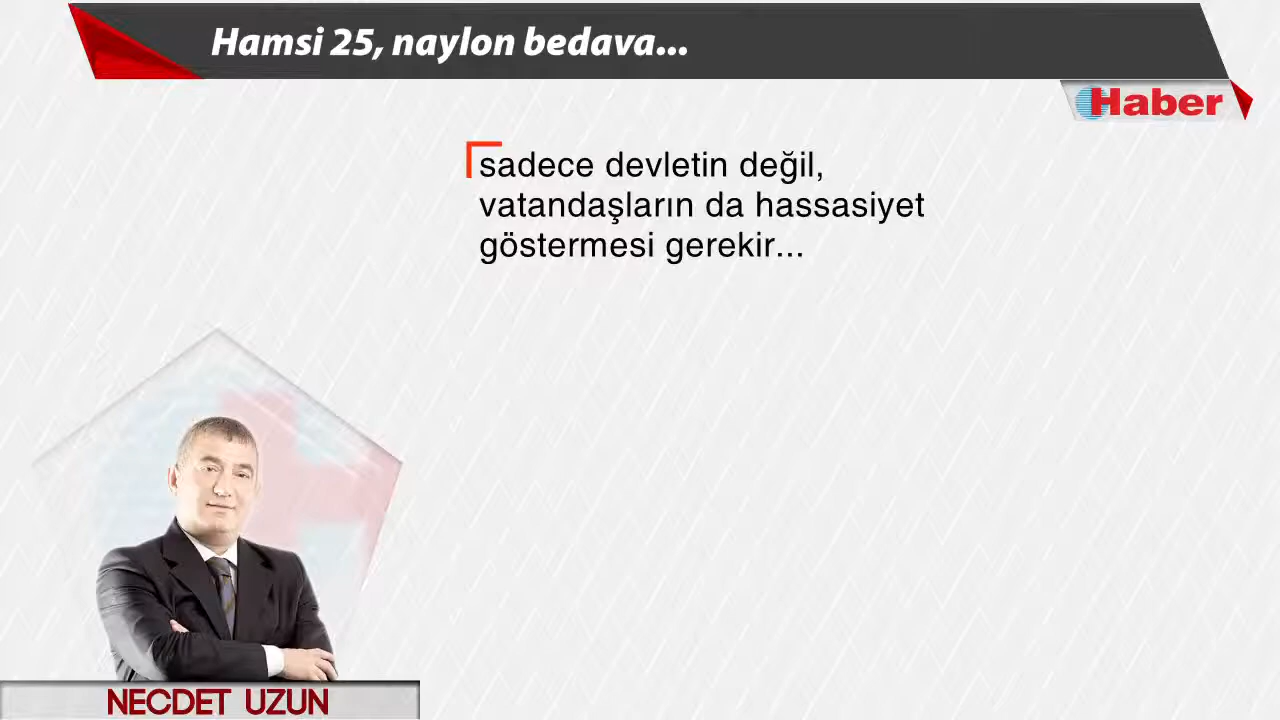 Hamsi 25, naylon bedava...
Haber
sadece devletin değil,
vatandaşların da hassasiyet
göstermesi gerekir...
NECDET UZUN